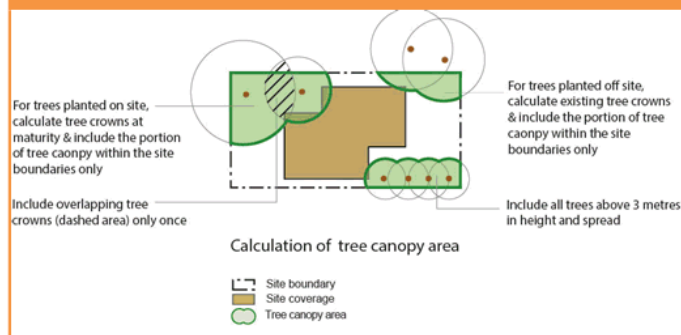 For trees planted on site,
calculate tree crowns at
maturity & include the portion
of tree caonpy within the site
boundaries only
Include overlapping tree
crowns (dashed area) only once
For trees planted off site,
calculate existing tree crowns
& include the portion of tree
caonpy within the site
boundaries only
Include all trees above 3 metres
in height and spread
Calculation of tree canopy area
Site boundary
Site coverage
Tree canopy area